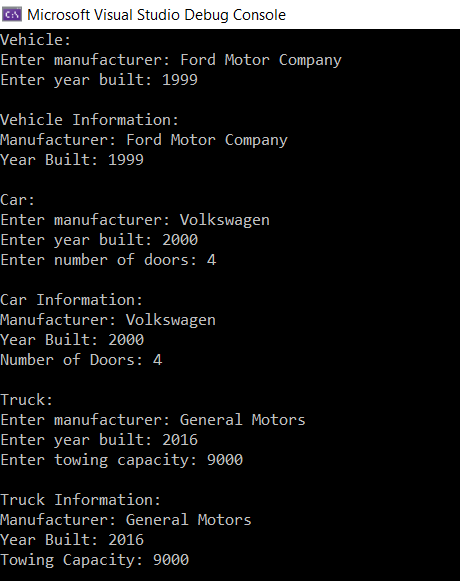 Microsoft Visual Studio Debug Console
Vehicle:
Enter manufacturer: Ford Motor Company
Enter year built: 1999

Vehicle Information:
Manufacturer: Ford Motor Company
Year Built: 1999

Car:
Enter manufacturer: Volkswagen
Enter year built: 2000
Enter number of doors: 4

Car Information:
Manufacturer: Volkswagen
Year Built: 2000
Number of Doors: 4

Truck:
Enter manufacturer: General Motors
Enter year built: 2016
Enter towing capacity: 9000

Truck Information:
Manufacturer: General Motors
Year Built: 2016
Towing Capacity: 9000